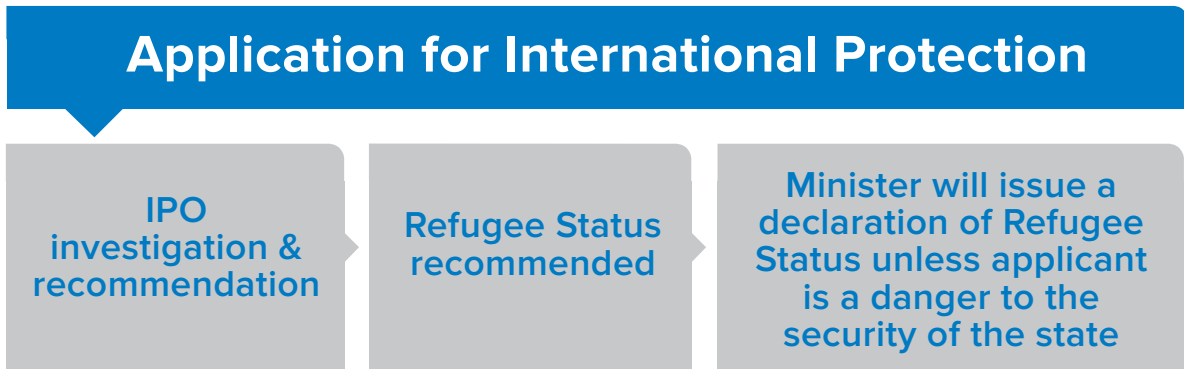 Application for International Protection
IPO
investigation &
recommendation
Refugee Status
recommended
Minister will issue a
declaration of Refugee
Status unless applicant
is a danger to the
security of the state